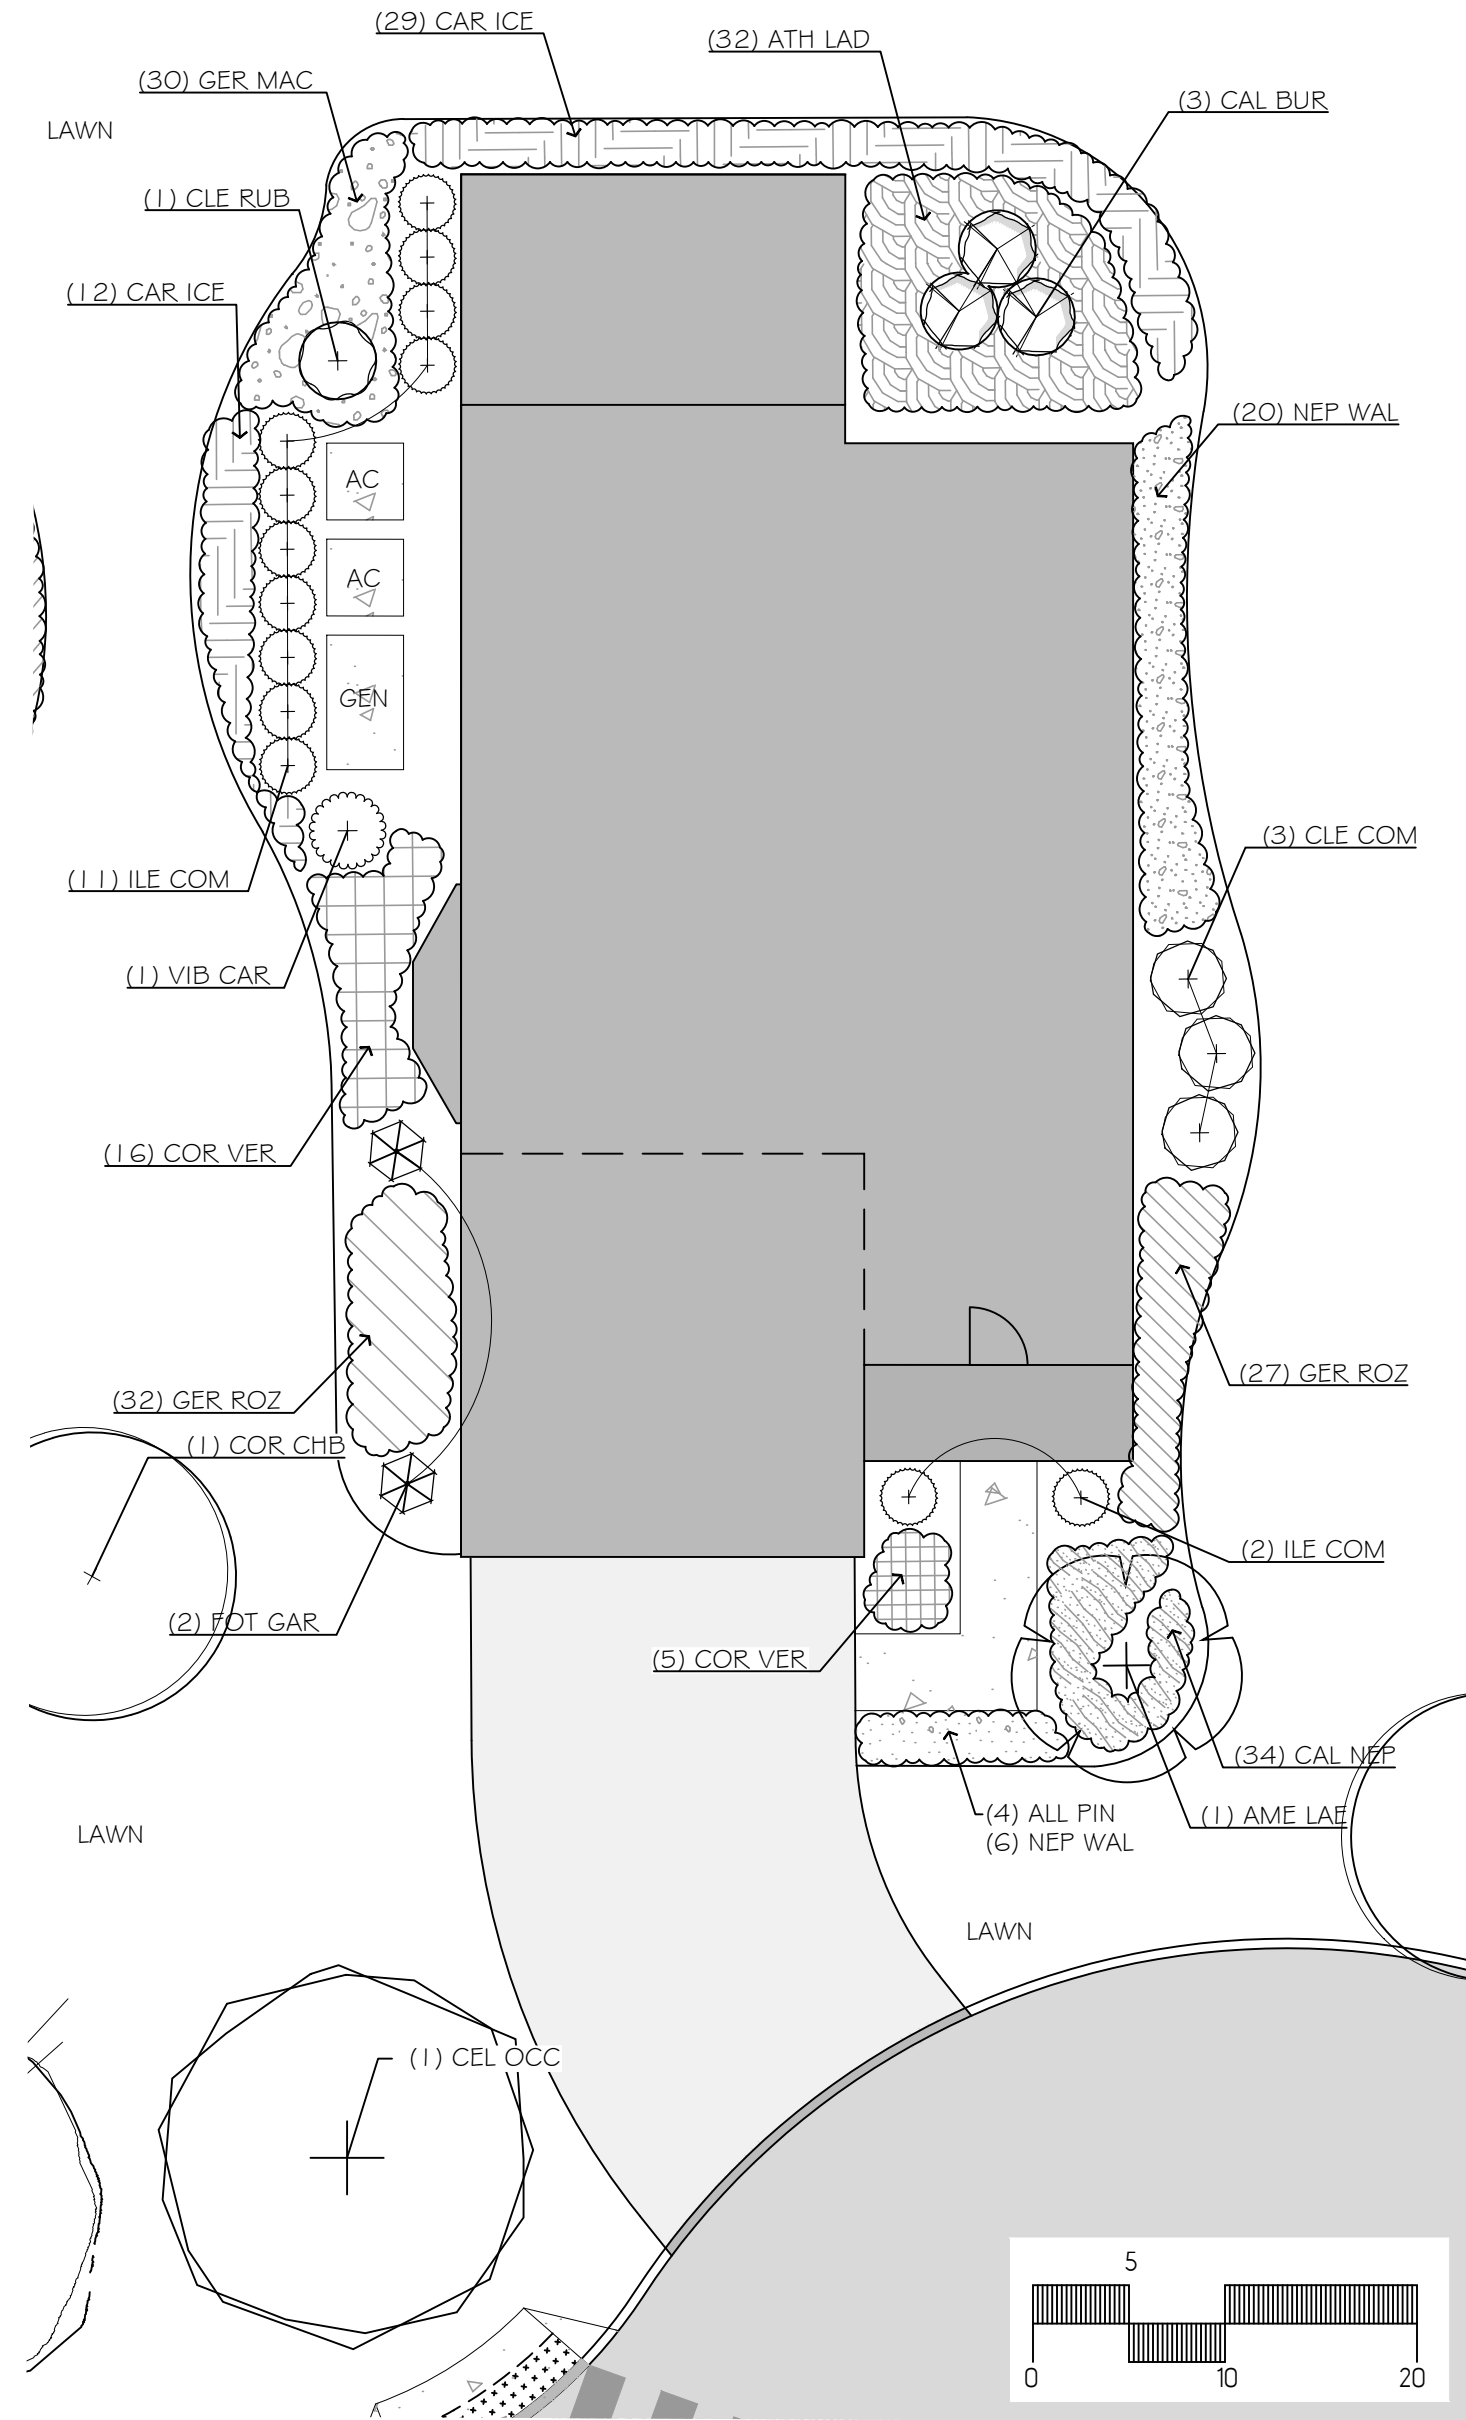 (29) CAR ICE
(32) ATH LAD
(30) GER MAC
(3) CAL BUR
LAWN
(1) CLE RUB
(12) CAR ICE
(20) NEP WAL
AC
AC
GEN
(3) CLE COM
(11) ILE COM
(1) VIB CAR
(16) COR VER
(27) GER ROZ
(32) GER ROZ
(1) COR CHB
(2) ILE COM
(2) FOT GAR
(5) COR VER
(34) CAL NEP
(4) ALL PIN
(1) AME LAE
(6) NEP WAL
LAWN
LAWN
(1) CEL OCC
5
0
10
20